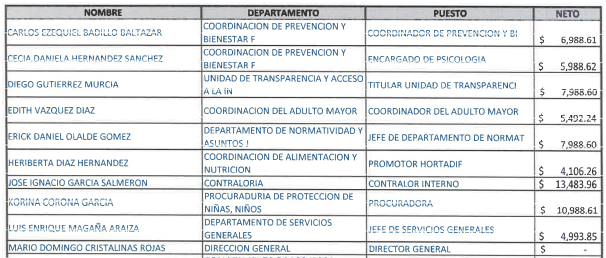 NOMBRE DEPARTAMENTO PUESTO NETO
CARLOS EZEQUIEL BADILLO BALTAZAR COORDINACION DE PREVENCION Y BIENESTAR F COORDINADOR DE PREVENCION Y BI $ 6,988.61
CECIA DANIELA HERNANDEZ SANCHEZ COORDINACION DE PREVENCION Y BIENESTAR F ENCARGADO DE PSICOLOGIA $ 5,988.62
DIEGO GUTIERREZ MURCIA UNIDAD DE TRANSPARENCIA Y ACCESO A LA IN TITULAR UNIDAD DE TRANSPARENCI $ 7,988.60
EDITH VAZQUEZ DIAZ COORDINACION DEL ADULTO MAYOR COORDINADOR DEL ADULTO MAYOR $ 5,492.24
ERICK DANIEL OLALDE GOMEZ DEPARTAMENTO DE NORMATIVIDAD Y ASUNTOS J JEFE DE DEPARTAMENTO DE NORMAT $ 7,988.60
HERIBERTA DIAZ HERNANDEZ COORDINACION DE ALIMENTACION Y NUTRICION PROMOTOR HORTADIF $ 4,106.26
JOSE IGNACIO GARCIA SALMERON CONTRALORIA CONTRALOR INTERNO $ 13,483.96
KORINA CORONA GARCIA PROCURADURIA DE PROTECCION DE NIÑAS, NIÑOS PROCURADORA $ 10,988.61
LUIS ENRIQUE MAGAÑA ARAIZA DEPARTAMENTO DE SERVICIOS GENERALES JEFE DE SERVICIOS GENERALES $ 4,993.85
MARIO DOMINGO CRISTALINAS ROJAS DIRECCION GENERAL DIRECTOR GENERAL $ -